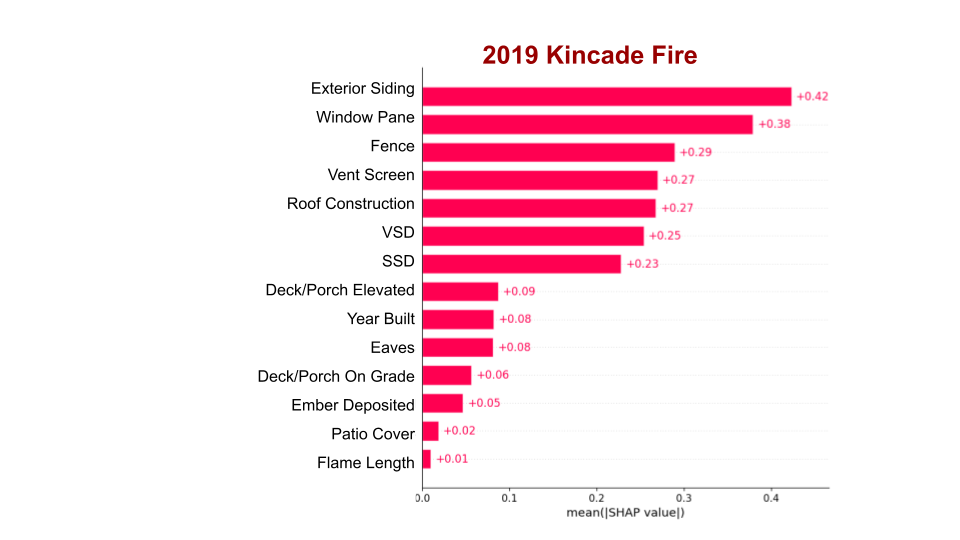 2019 Kincade Fire
Exterior Siding +0.42
Window Pane +0.38
Fence +0.29
Vent Screen +0.27
Roof Construction +0.27
VSD +0.25
SSD +0.23
Deck/Porch Elevated +0.09
Year Built +0.08
Eaves +0.08
Deck/Porch On Grade +0.06
Ember Deposited +0.05
Patio Cover +0.02
Flame Length +0.01
0.0 0.1 0.2 0.3 0.4
mean(|SHAP value|)